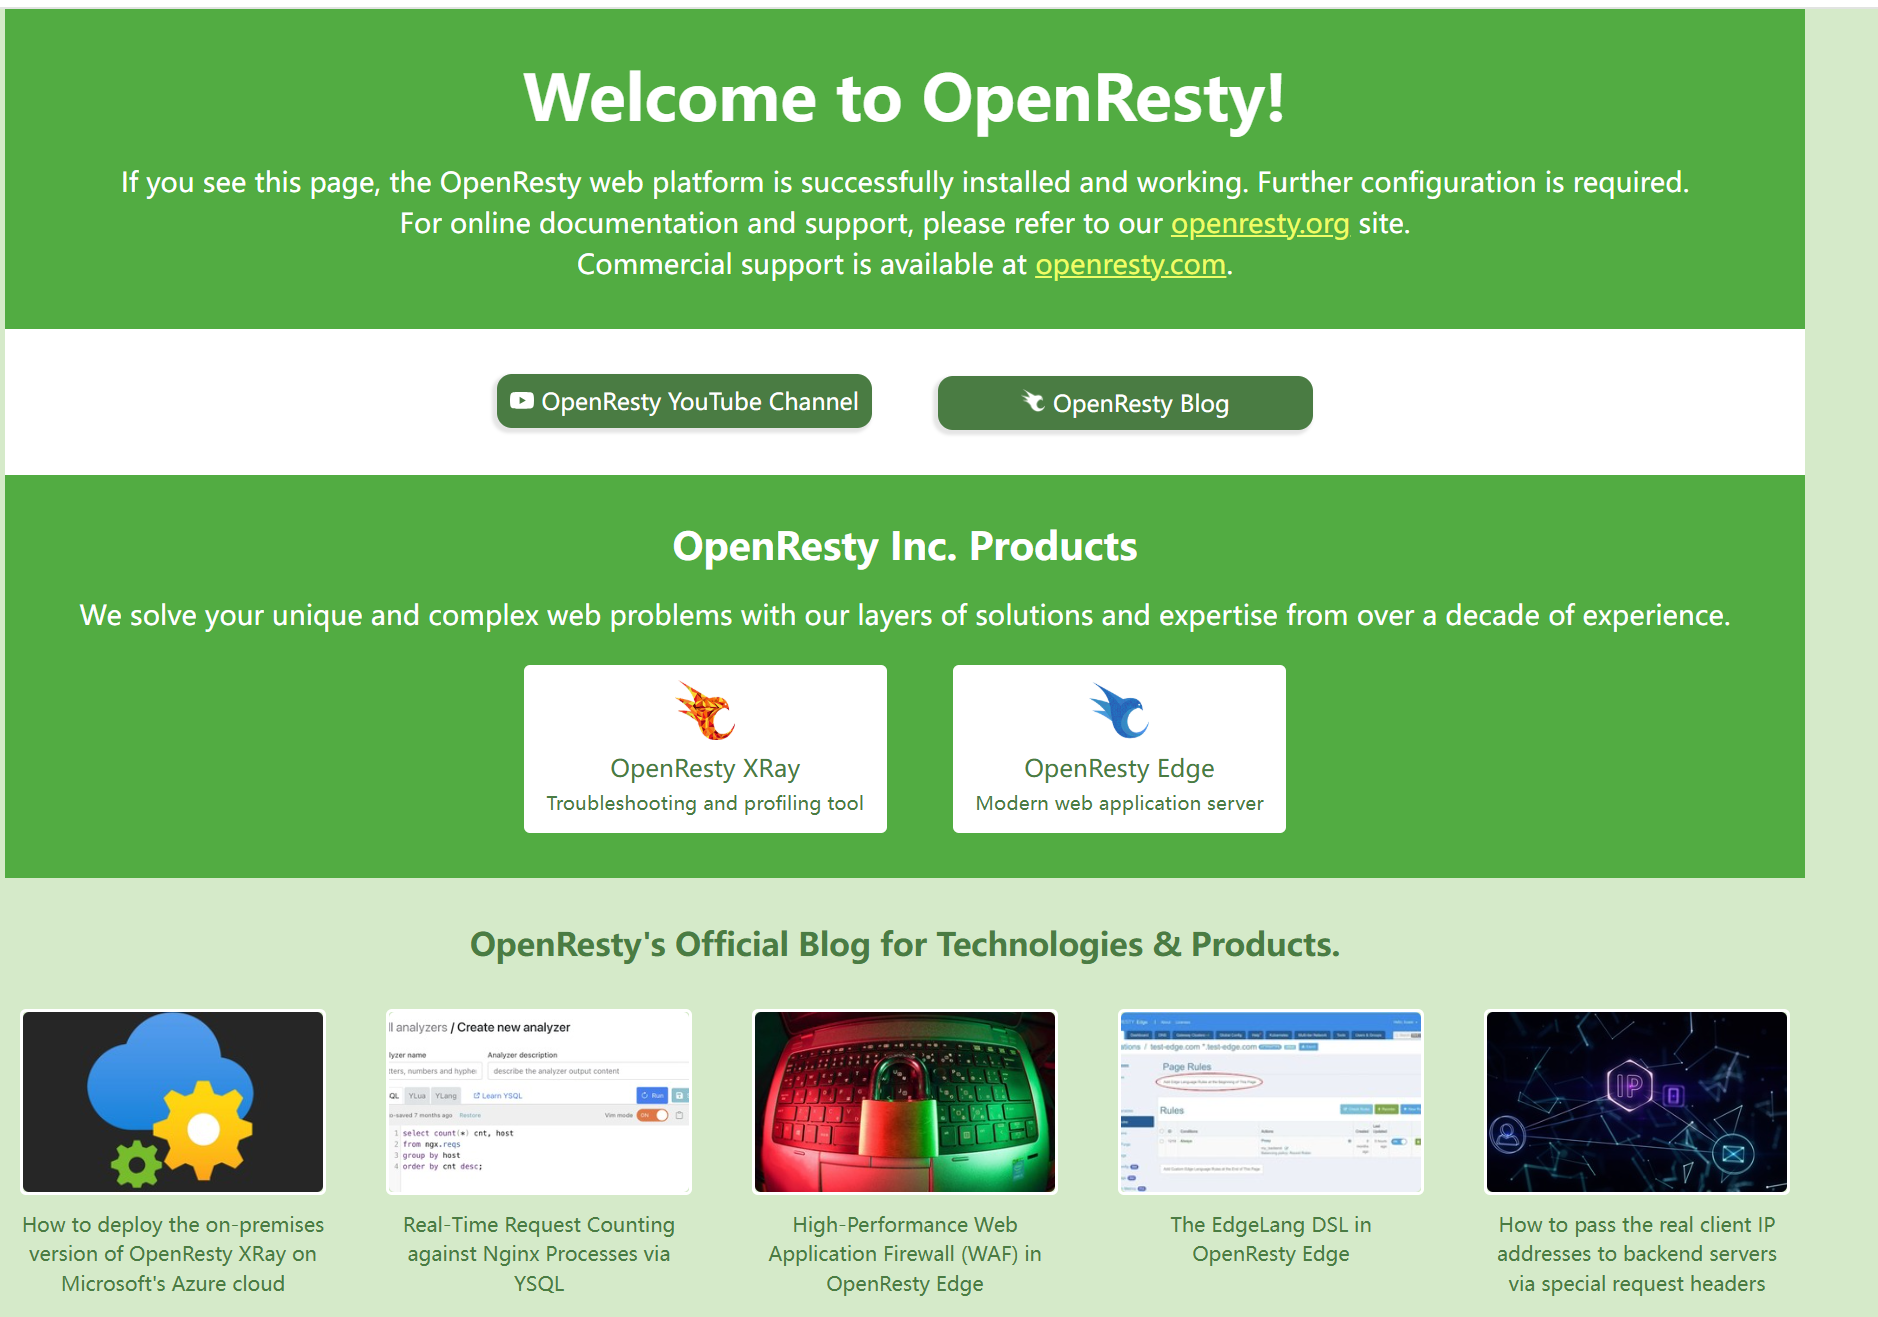 Welcome to OpenResty!
If you see this page, the OpenResty web platform is successfully installed and working. Further configuration is required.
For online documentation and support, please refer to our openresty.org site.
Commercial support is available at openresty.com.
OpenResty YouTube Channel
OpenResty Blog
OpenResty Inc. Products
We solve your unique and complex web problems with our layers of solutions and expertise from over a decade of experience.
OpenResty XRay
Troubleshooting and profiling tool
OpenResty Edge
Modern web application server
OpenResty's Official Blog for Technologies & Products.
ll analyzers / Create new analyzer
lyzer name
Analyzer description
ters, numbers and hyphe
describe the analyzer output content
QL YLua YLang Learn YSQL
Run
o-saved 7 months ago Restore
Vim mode ON
1 select count(*) cnt, host
2 from ngx.reqs
3 group by host
4 order by cnt desc;
ations / test-edge.com *.test-edge.com
Page Rules
Rules
IP
How to deploy the on-premises
version of OpenResty XRay on
Microsoft's Azure cloud
Real-Time Request Counting
against Nginx Processes via
YSQL
High-Performance Web
Application Firewall (WAF) in
OpenResty Edge
The EdgeLang DSL in
OpenResty Edge
How to pass the real client IP
addresses to backend servers
via special request headers